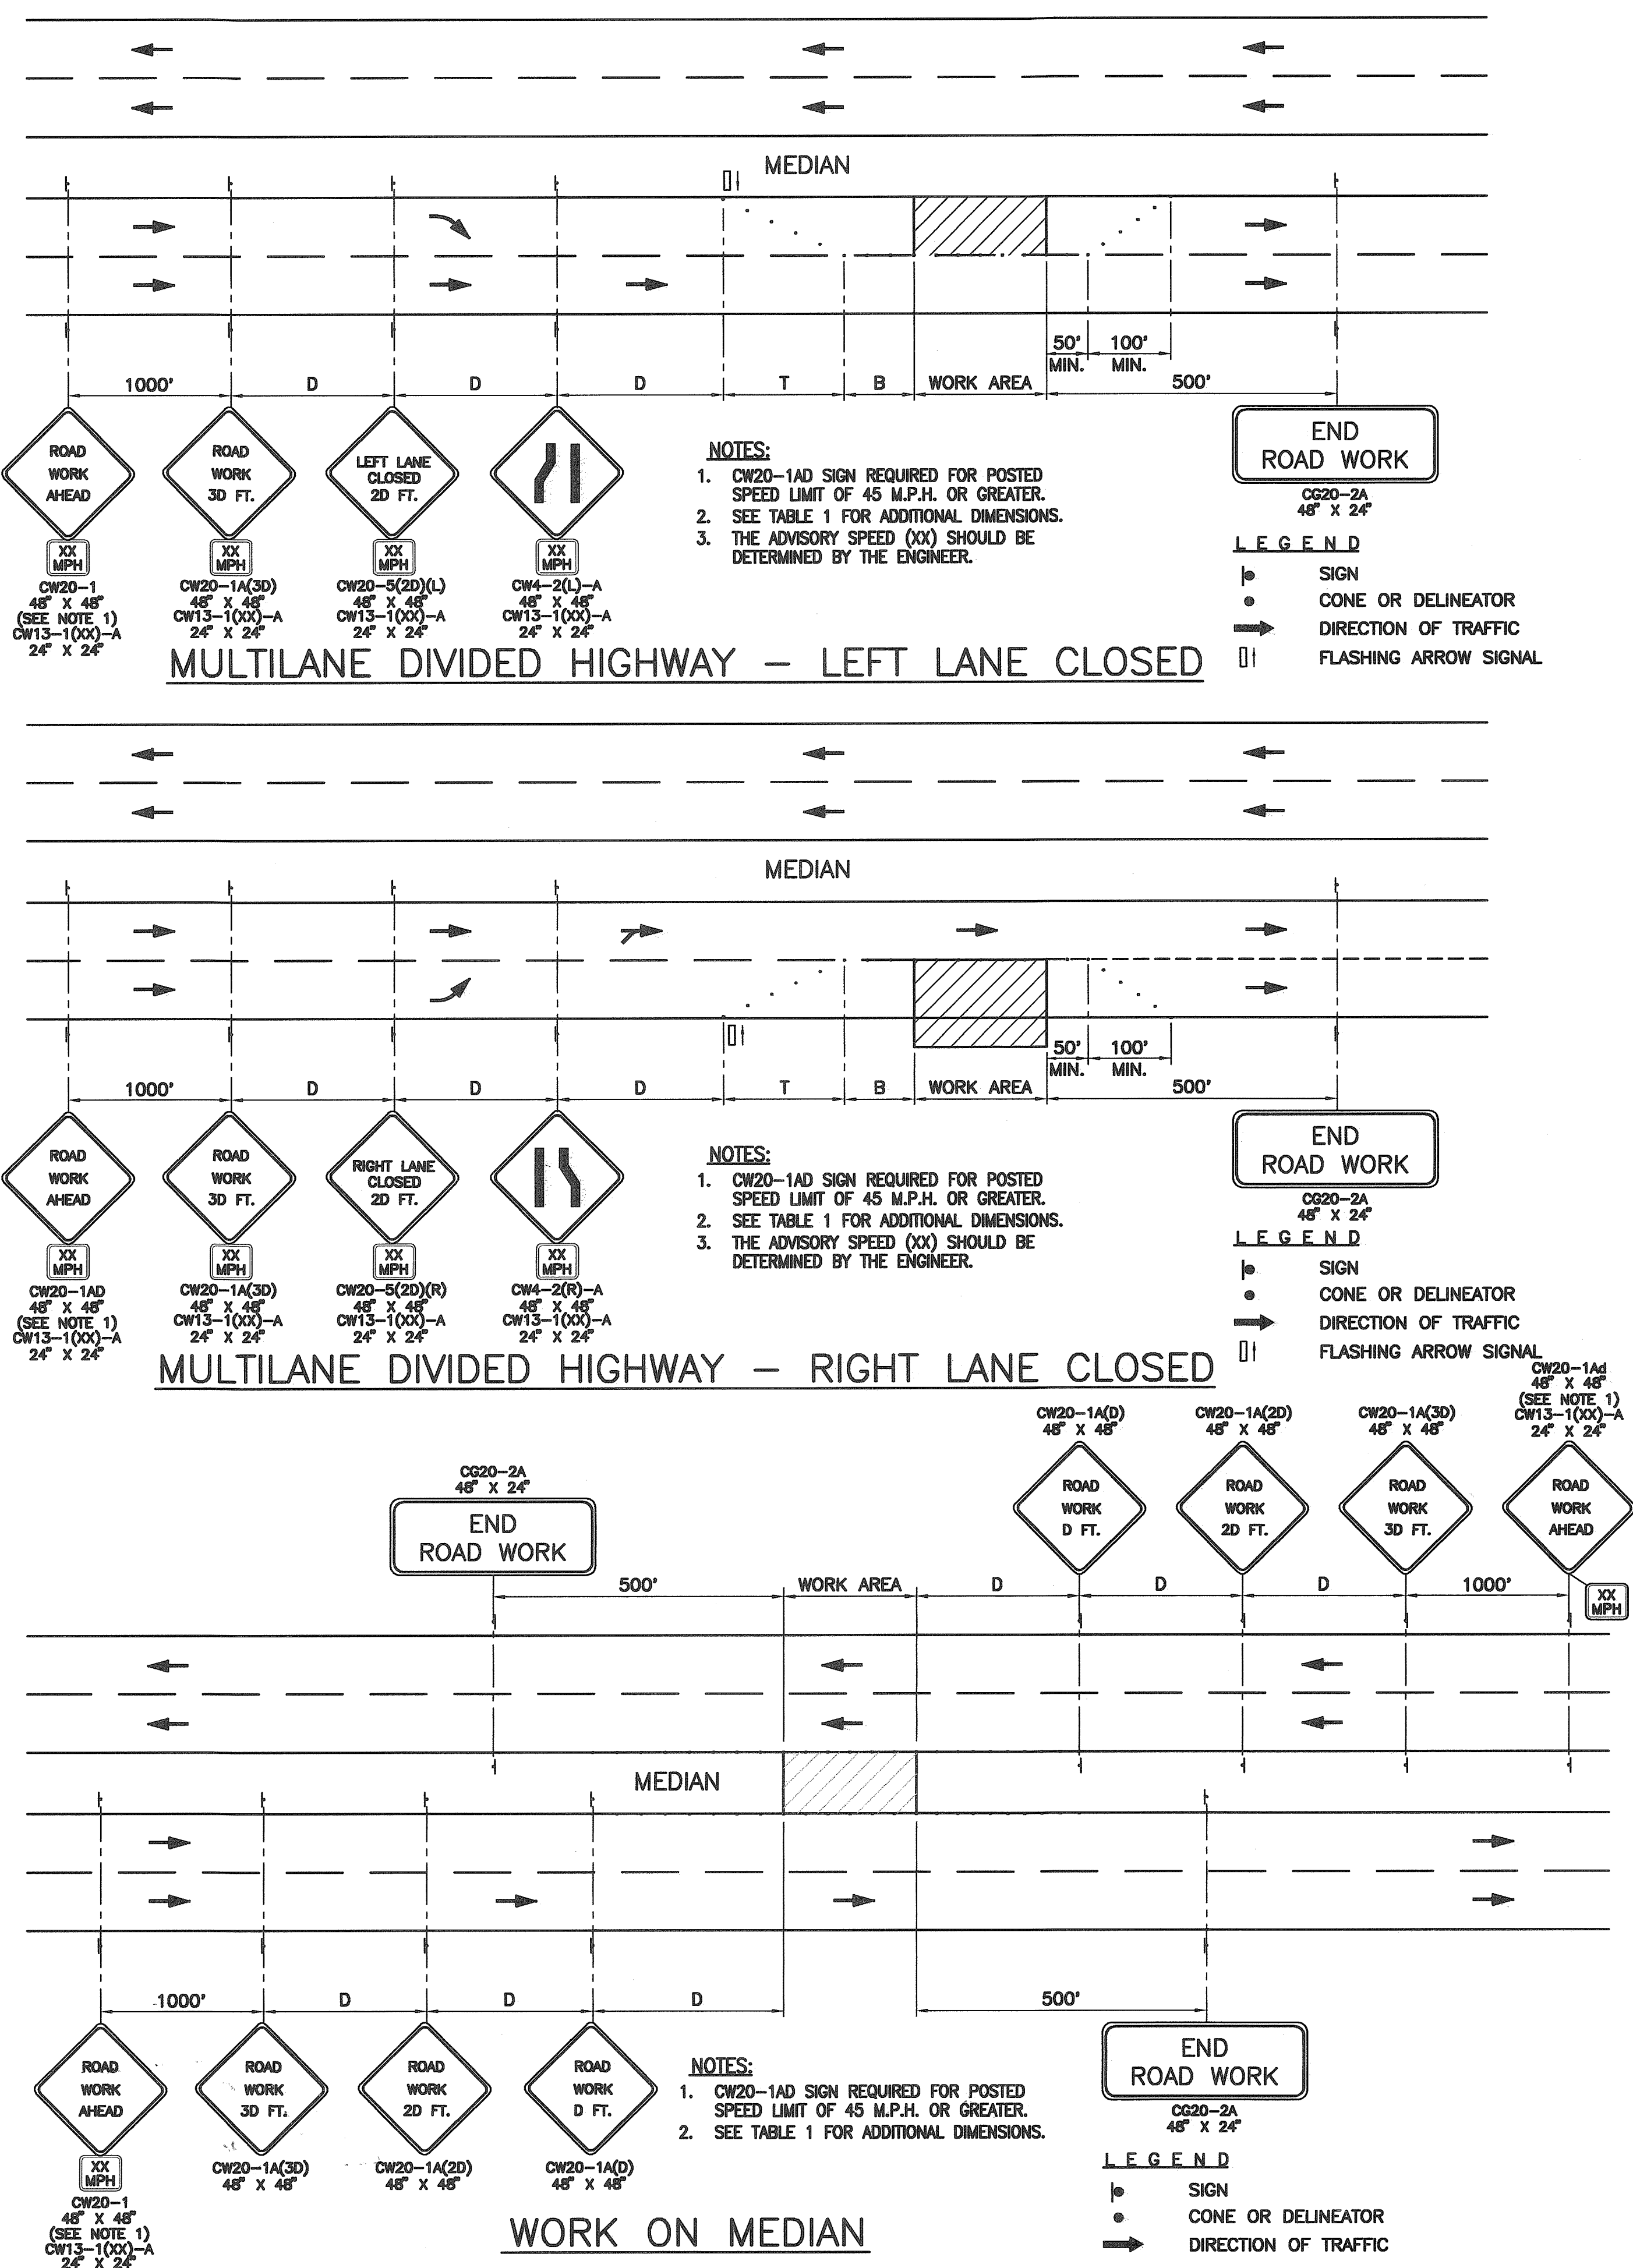 MEDIAN
50' 100'
MIN. MIN.
1000' D D D T B WORK AREA 500'
ROAD
WORK
AHEAD
XX
MPH
CW20-1
48" X 48"
(SEE NOTE 1)
CW13-1(XX)-A
24" X 24"
ROAD
WORK
3D FT.
XX
MPH
CW20-1A(3D)
48" X 48"
CW13-1(XX)-A
24" X 24"
LEFT LANE
CLOSED
2D FT.
XX
MPH
CW20-5(2D)(L)
48" X 48"
CW13-1(XX)-A
24" X 24"
XX
MPH
CW4-2(L)-A
48" X 48"
CW13-1(XX)-A
24" X 24"
NOTES:
1. CW20-1AD SIGN REQUIRED FOR POSTED
SPEED LIMIT OF 45 M.P.H. OR GREATER.
2. SEE TABLE 1 FOR ADDITIONAL DIMENSIONS.
3. THE ADVISORY SPEED (XX) SHOULD BE
DETERMINED BY THE ENGINEER.
END
ROAD WORK
CG20-2A
48" X 24"
LEGEND
SIGN
CONE OR DELINEATOR
DIRECTION OF TRAFFIC
FLASHING ARROW SIGNAL
MULTILANE DIVIDED HIGHWAY - LEFT LANE CLOSED
MEDIAN
50' 100'
MIN. MIN.
1000' D D D T B WORK AREA 500'
ROAD
WORK
AHEAD
XX
MPH
CW20-1AD
48" X 48"
(SEE NOTE 1)
CW13-1(XX)-A
24" X 24"
ROAD
WORK
3D FT.
XX
MPH
CW20-1A(3D)
48" X 48"
CW13-1(XX)-A
24" X 24"
RIGHT LANE
CLOSED
2D FT.
XX
MPH
CW20-5(2D)(R)
48" X 48"
CW13-1(XX)-A
24" X 24"
XX
MPH
CW4-2(R)-A
48" X 48"
CW13-1(XX)-A
24" X 24"
NOTES:
1. CW20-1AD SIGN REQUIRED FOR POSTED
SPEED LIMIT OF 45 M.P.H. OR GREATER.
2. SEE TABLE 1 FOR ADDITIONAL DIMENSIONS.
3. THE ADVISORY SPEED (XX) SHOULD BE
DETERMINED BY THE ENGINEER.
END
ROAD WORK
CG20-2A
48" X 24"
LEGEND
SIGN
CONE OR DELINEATOR
DIRECTION OF TRAFFIC
FLASHING ARROW SIGNAL
MULTILANE DIVIDED HIGHWAY - RIGHT LANE CLOSED
CG20-2A
48" X 24"
END
ROAD WORK
CW20-1A(D)
48" X 48"
ROAD
WORK
D FT.
CW20-1A(2D)
48" X 48"
ROAD
WORK
2D FT.
CW20-1A(3D)
48" X 48"
ROAD
WORK
3D FT.
CW20-1Ad
48" X 48"
(SEE NOTE 1)
CW13-1(XX)-A
24" X 24"
ROAD
WORK
AHEAD
XX
MPH
500' WORK AREA D D D 1000'
MEDIAN
1000' D D D 500'
ROAD
WORK
AHEAD
XX
MPH
CW20-1
48" X 48"
(SEE NOTE 1)
CW13-1(XX)-A
24" X 24"
ROAD
WORK
3D FT.
CW20-1A(3D)
48" X 48"
ROAD
WORK
2D FT.
CW20-1A(2D)
48" X 48"
ROAD
WORK
D FT.
CW20-1A(D)
48" X 48"
NOTES:
1. CW20-1AD SIGN REQUIRED FOR POSTED
SPEED LIMIT OF 45 M.P.H. OR GREATER.
2. SEE TABLE 1 FOR ADDITIONAL DIMENSIONS.
END
ROAD WORK
CG20-2A
48" X 24"
LEGEND
SIGN
CONE OR DELINEATOR
DIRECTION OF TRAFFIC
WORK ON MEDIAN